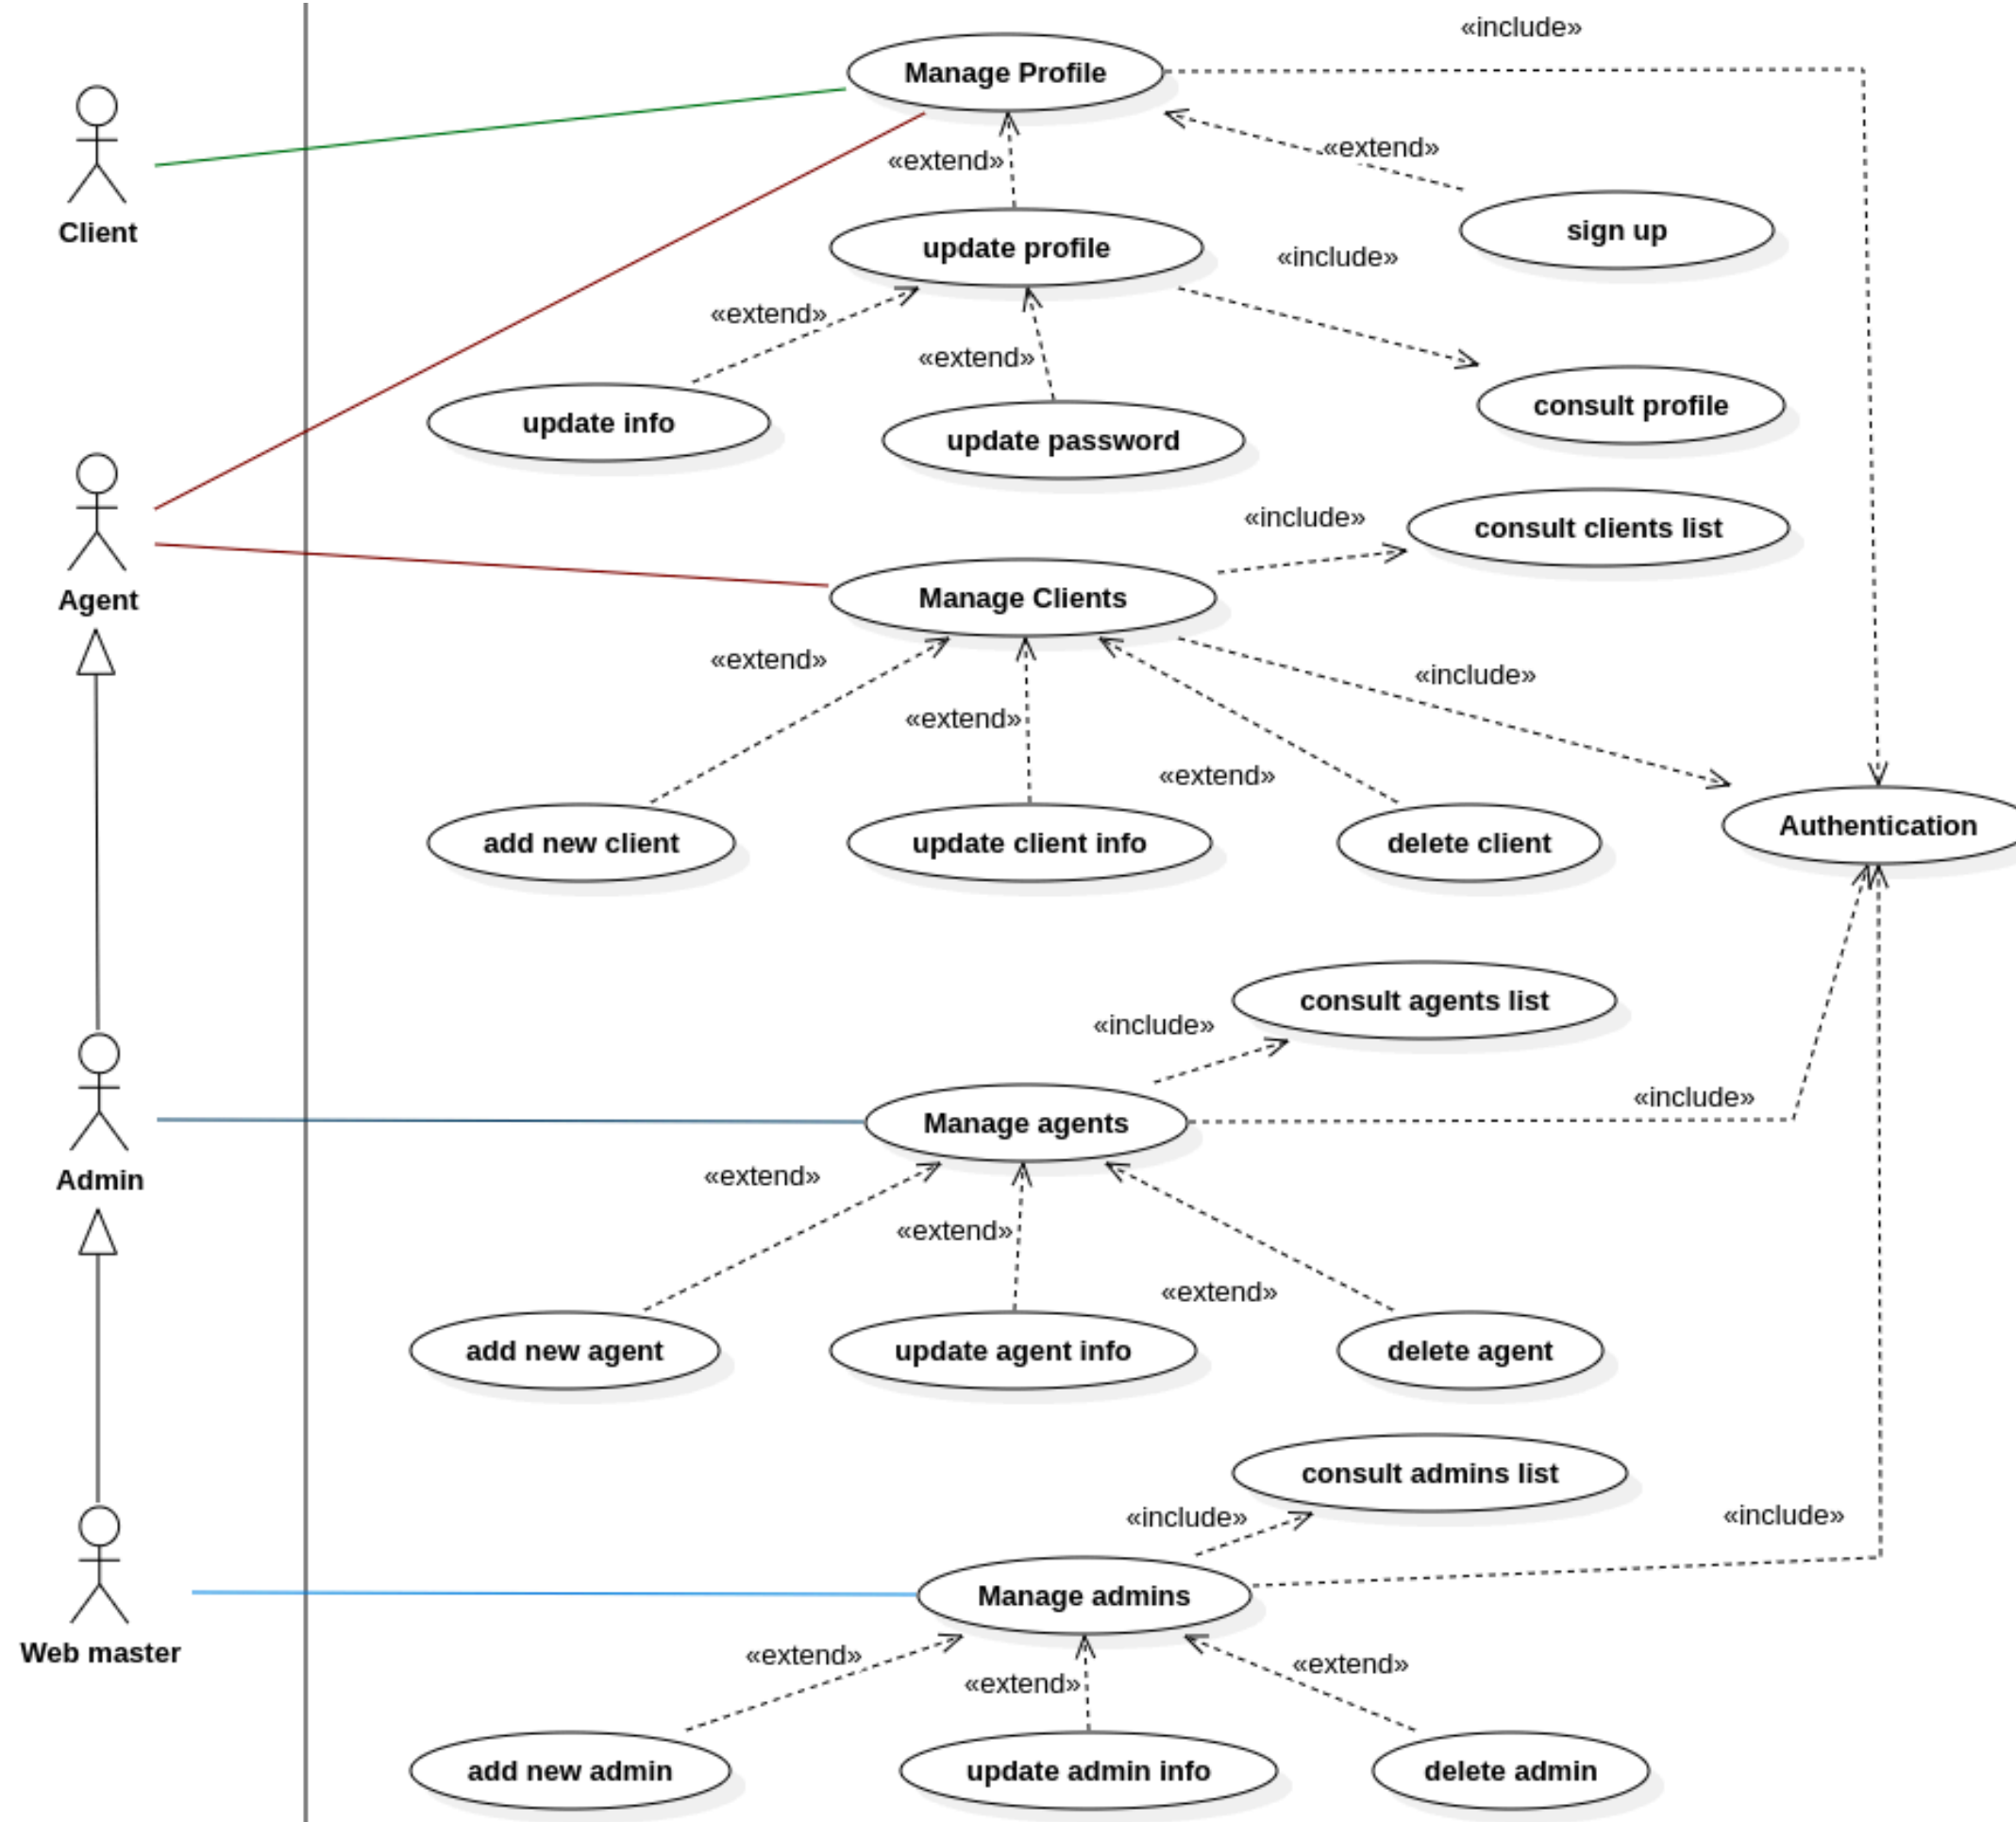 «include»
Manage Profile
«extend»
«extend»
Client
sign up
update profile
«include»
«extend»
«extend»
consult profile
update info
update password
«include»
consult clients list
Agent
Manage Clients
«extend»
«include»
«extend»
«extend»
Authentication
add new client
update client info
delete client
consult agents list
«include»
«include»
Manage agents
Admin
«extend»
«extend»
«extend»
add new agent
update agent info
delete agent
consult admins list
«include»
«include»
Manage admins
Web master
«extend»
«extend»
«extend»
add new admin
update admin info
delete admin